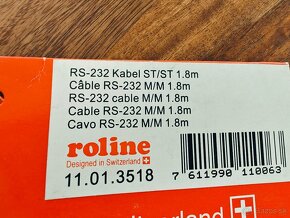 RS-232 Kabel ST/ST 1.8m
Câble RS-232 M/M 1.8m
RS-232 cable M/M 1.8m
Cable RS-232 M/M 1.8m
Cavo RS-232 M/M 1.8m
roline
Designed in Switzerland
11.01.3518
7 611990 110063